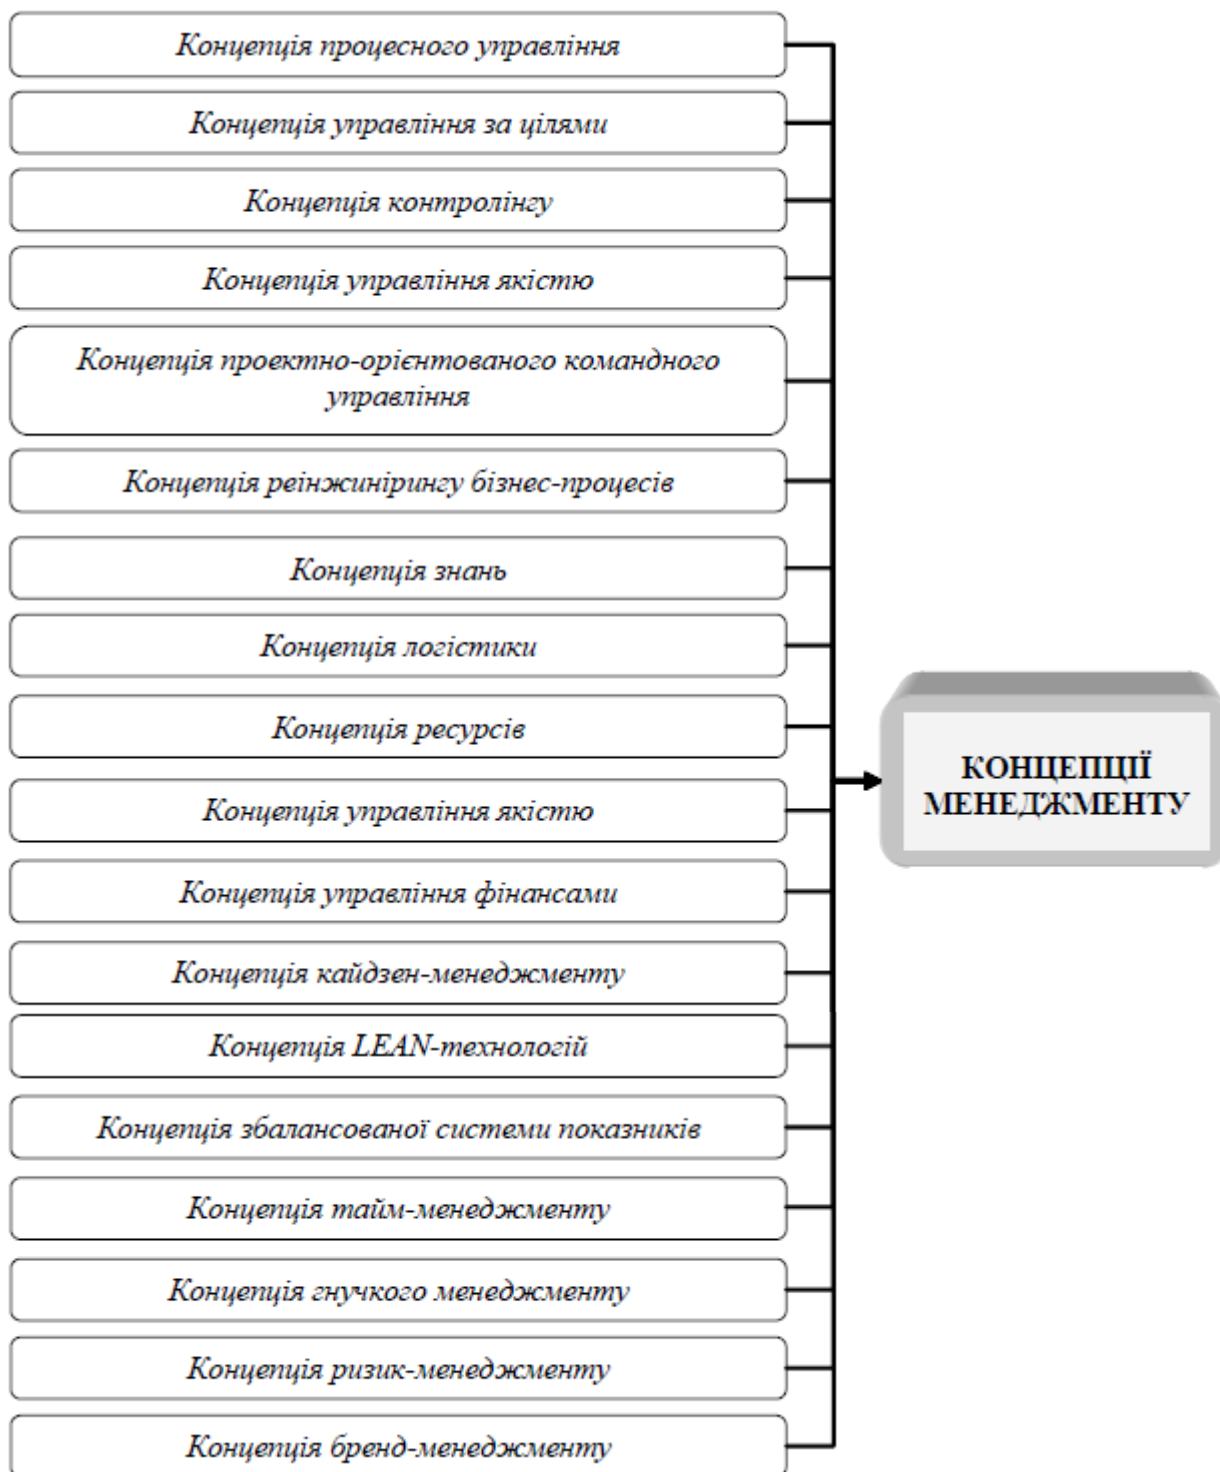 Концепція процесного управління
Концепція управління за цілями
Концепція контролінгу
Концепція управління якістю
Концепція проектно-орієнтованого командного
управління
Концепція реінжинірингу бізнес-процесів
Концепція знань
Концепція логістики
Концепція ресурсів
Концепція управління якістю
Концепція управління фінансами
Концепція кайдзен-менеджменту
Концепція LEAN-технологій
Концепція збалансованої системи показників
Концепція тайм-менеджменту
Концепція гнучкого менеджменту
Концепція ризик-менеджменту
Концепція бренд-менеджменту
КОНЦЕПЦІЇ
МЕНЕДЖМЕНТУ